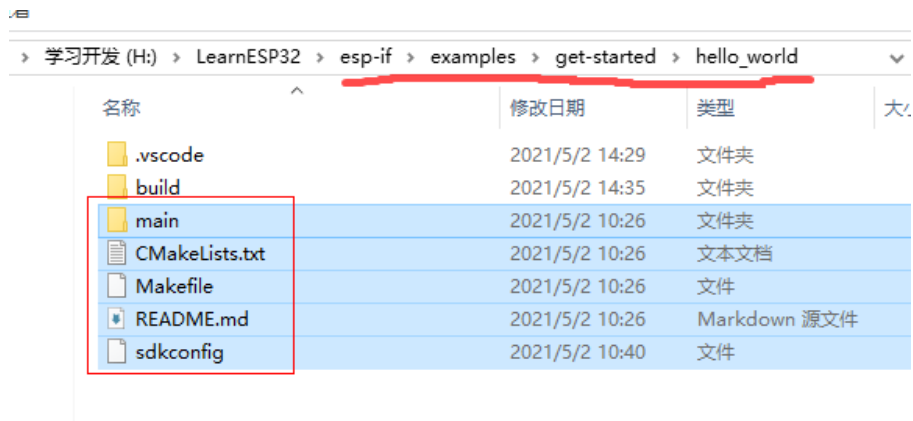 学习开发 (H:) > LearnESP32 > esp-if > examples > get-started > hello_world
名称 修改日期 类型
.vscode 2021/5/2 14:29 文件夹
build 2021/5/2 14:35 文件夹
main 2021/5/2 10:26 文件夹
CMakeLists.txt 2021/5/2 10:26 文本文档
Makefile 2021/5/2 10:26 文件
README.md 2021/5/2 10:26 Markdown 源文件
sdkconfig 2021/5/2 10:40 文件